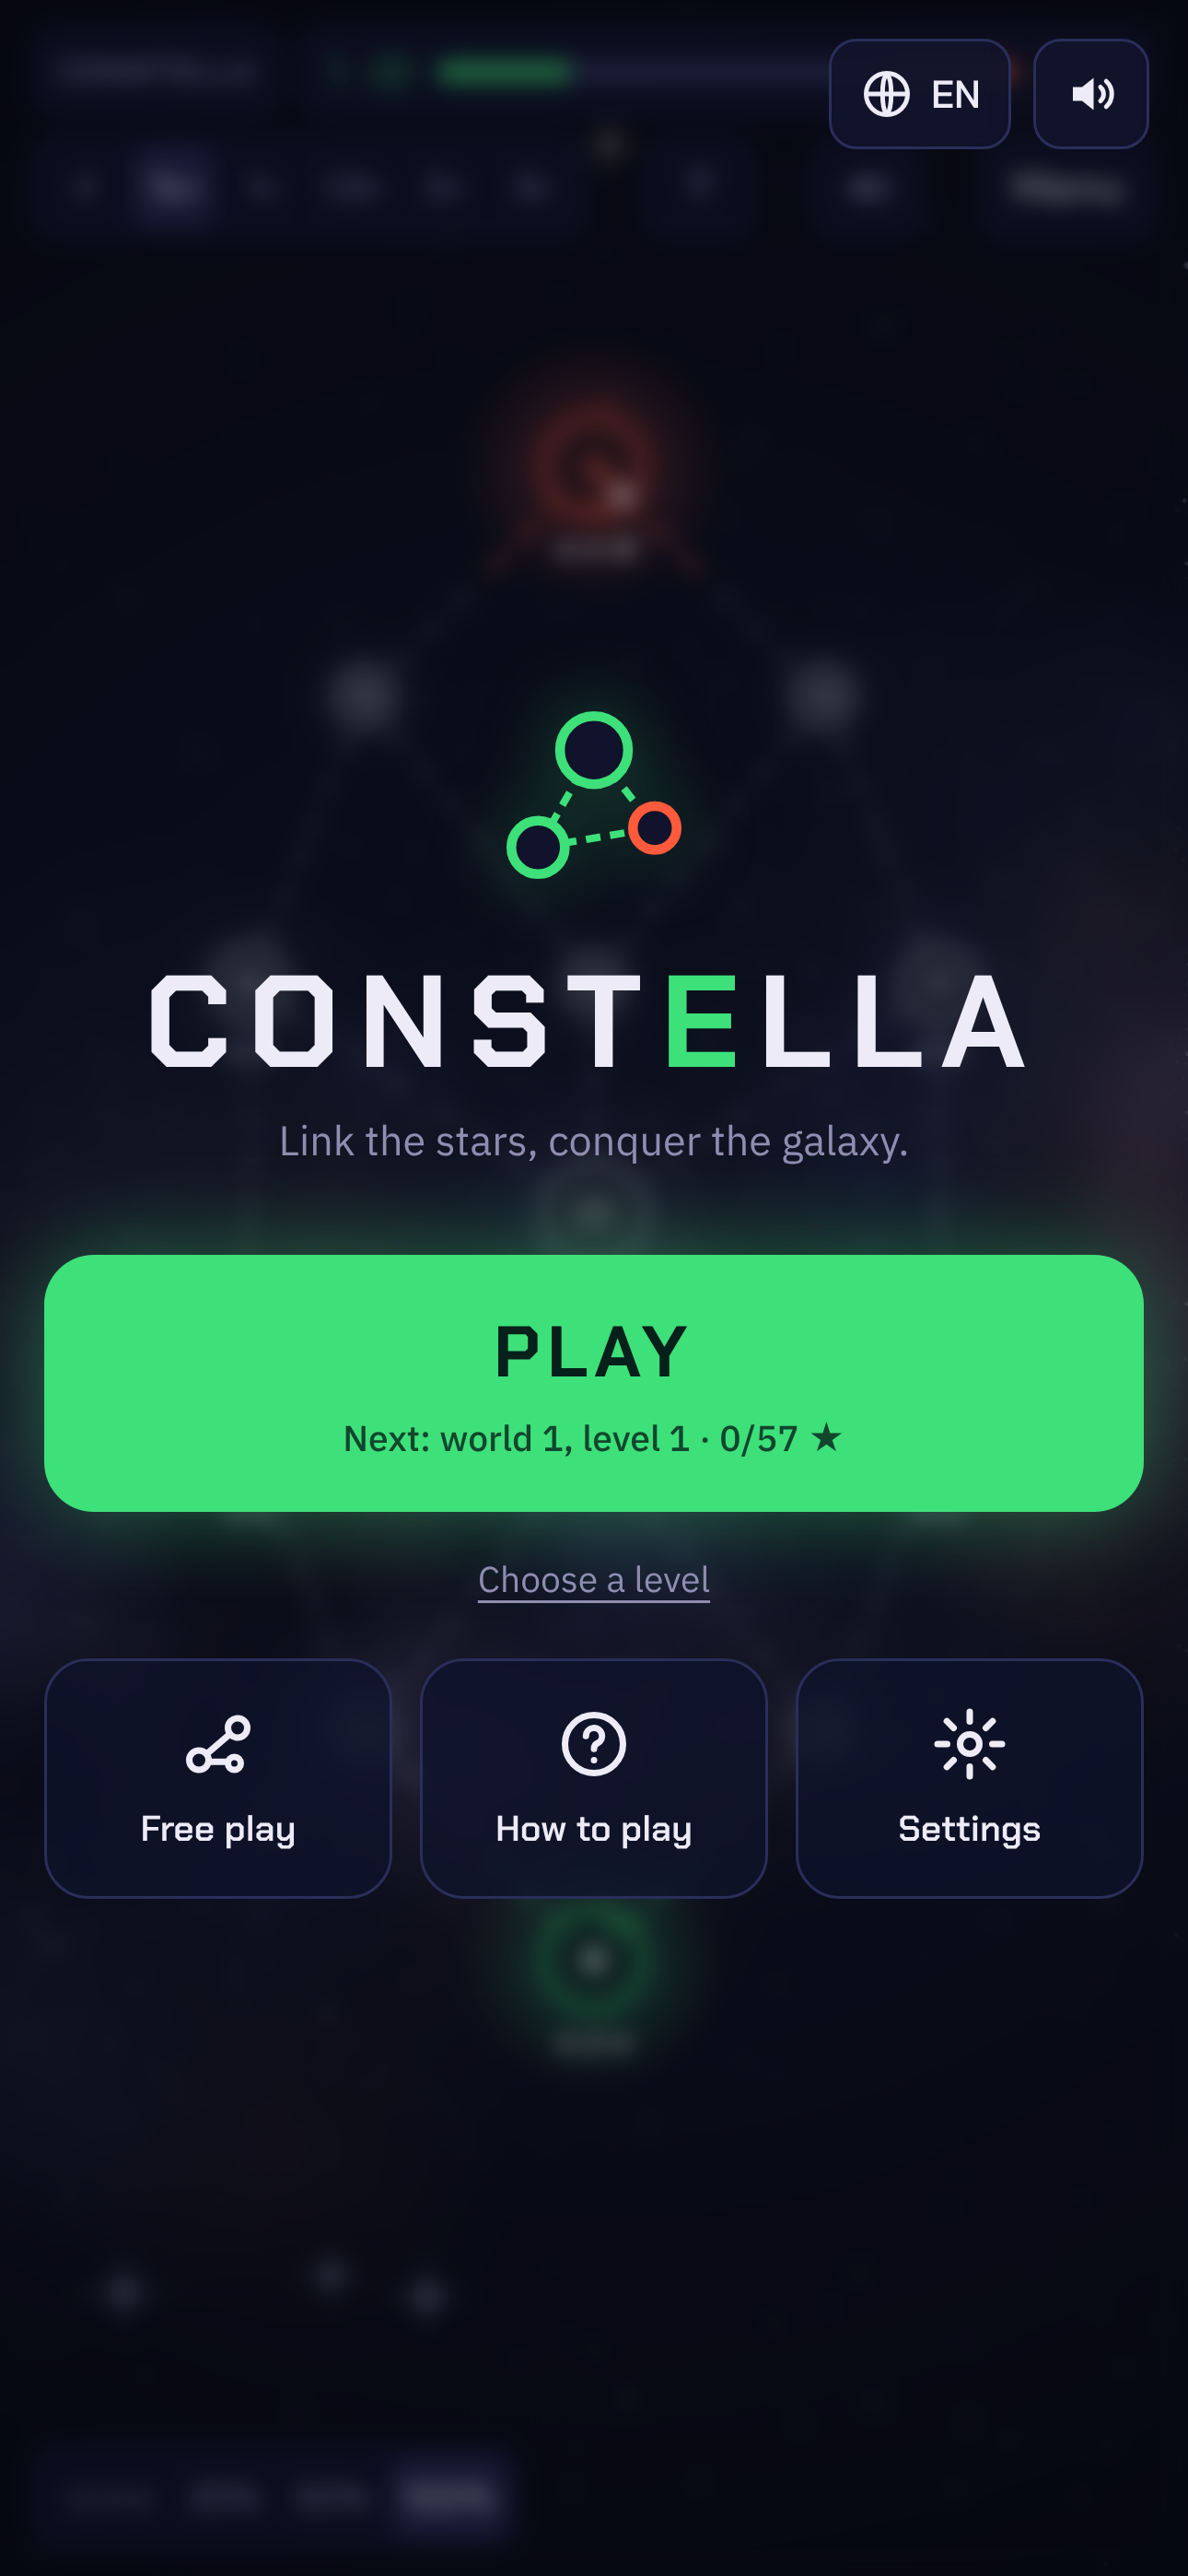 EN
CONSTELLA
Link the stars, conquer the galaxy.
PLAY
Next: world 1, level 1 · 0/57 ★
Choose a level
Free play
How to play
Settings